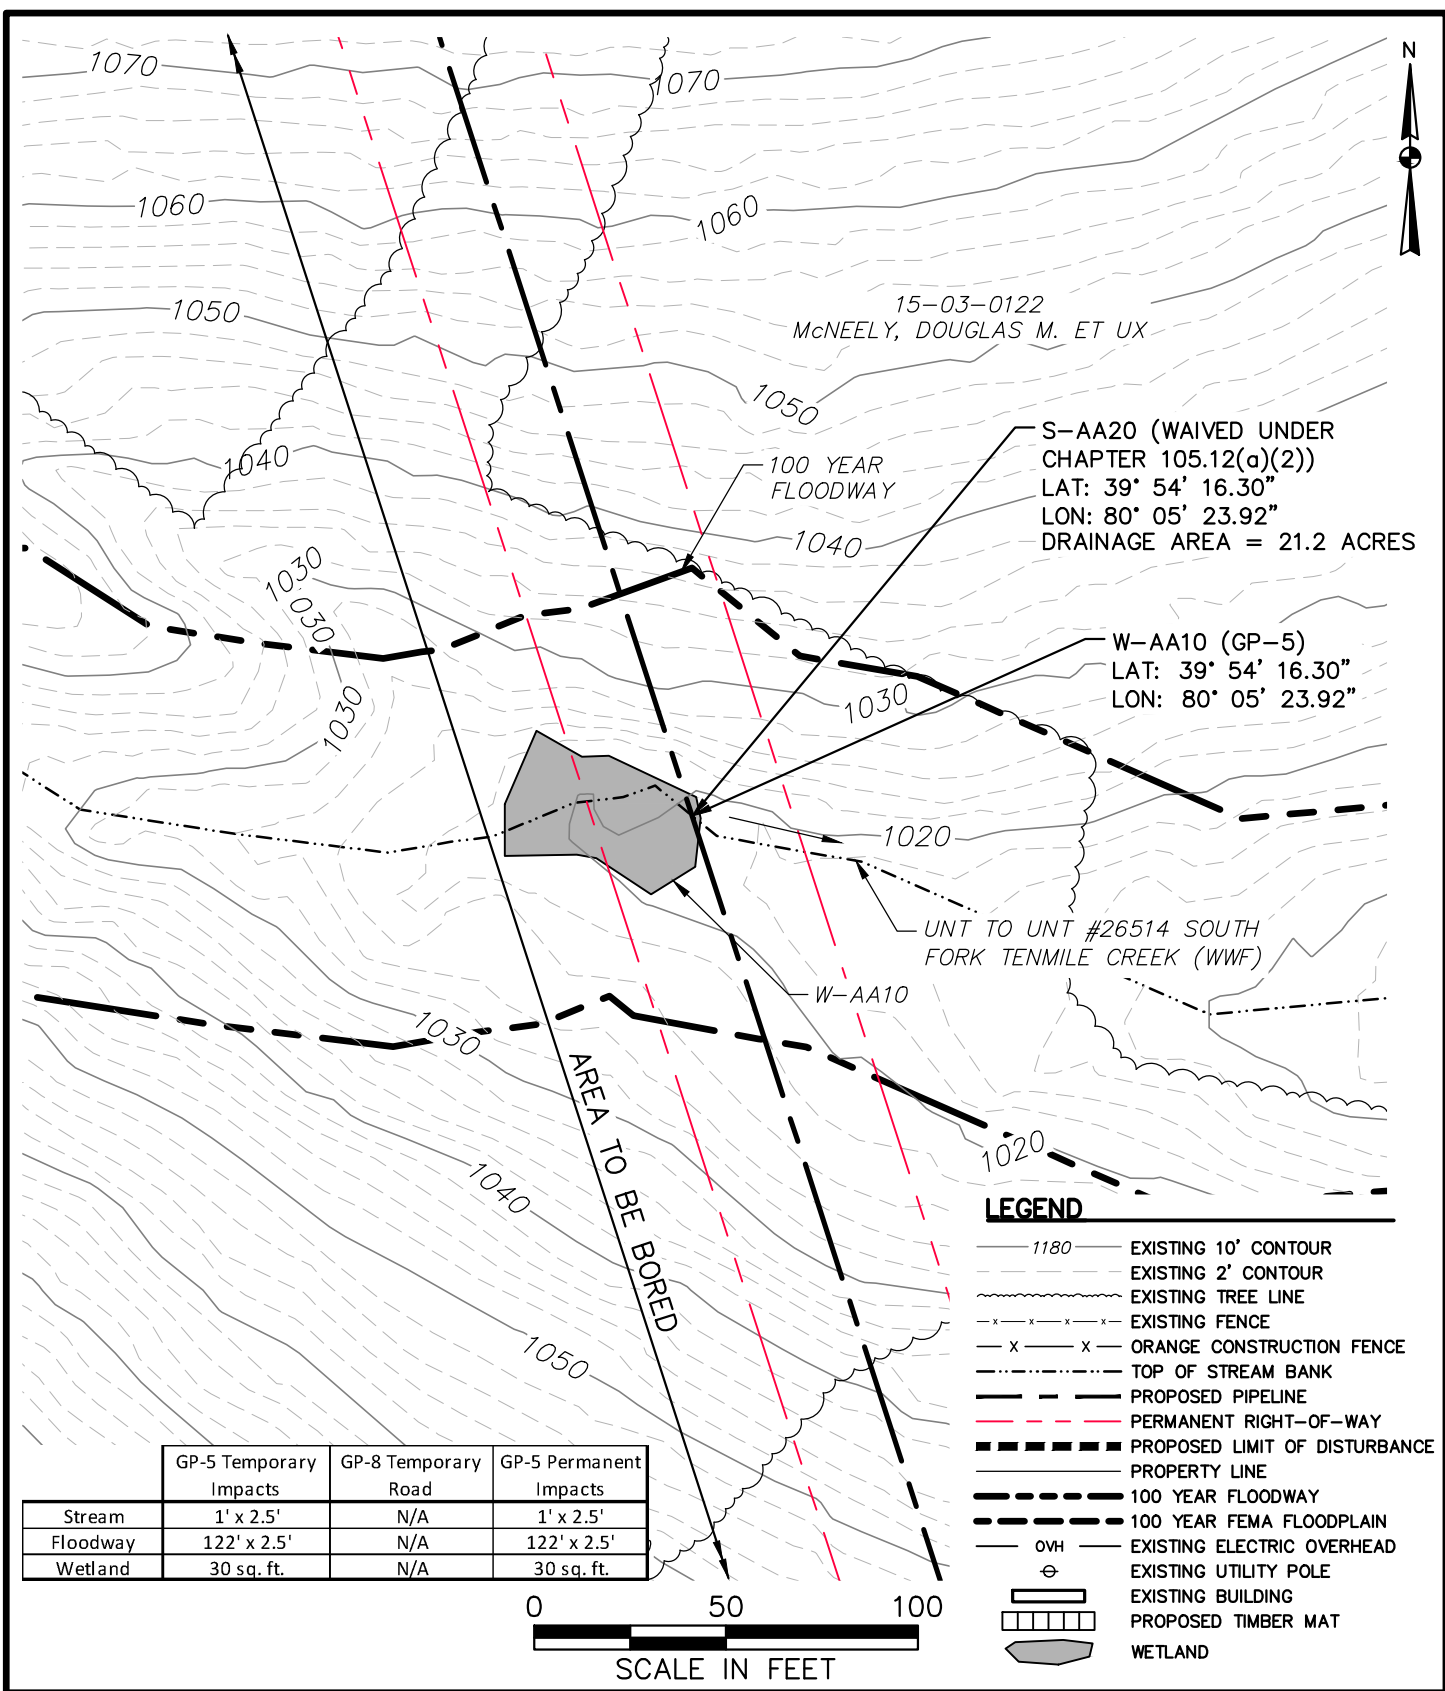 N
1070
1070
1060
1060
1050
15-03-0122
McNEELY, DOUGLAS M. ET UX
1050
S-AA20 (WAIVED UNDER
CHAPTER 105.12(a)(2))
LAT: 39° 54' 16.30"
LON: 80° 05' 23.92"
DRAINAGE AREA = 21.2 ACRES
1040
100 YEAR
FLOODWAY
1040
1030
1030
W-AA10 (GP-5)
LAT: 39° 54' 16.30"
LON: 80° 05' 23.92"
1030
1030
1020
UNT TO UNT #26514 SOUTH
FORK TENMILE CREEK (WWF)
W-AA10
1030
AREA TO BE BORED
1020
1040
1050
LEGEND
1180 EXISTING 10' CONTOUR
EXISTING 2' CONTOUR
EXISTING TREE LINE
x x x x EXISTING FENCE
X X ORANGE CONSTRUCTION FENCE
TOP OF STREAM BANK
PROPOSED PIPELINE
PERMANENT RIGHT-OF-WAY
PROPOSED LIMIT OF DISTURBANCE
PROPERTY LINE
100 YEAR FLOODWAY
100 YEAR FEMA FLOODPLAIN
OVH EXISTING ELECTRIC OVERHEAD
EXISTING UTILITY POLE
EXISTING BUILDING
PROPOSED TIMBER MAT
WETLAND
GP-5 Temporary Impacts GP-8 Temporary Road GP-5 Permanent Impacts
Stream 1' x 2.5' N/A 1' x 2.5'
Floodway 122' x 2.5' N/A 122' x 2.5'
Wetland 30 sq. ft. N/A 30 sq. ft.
0 50 100
SCALE IN FEET